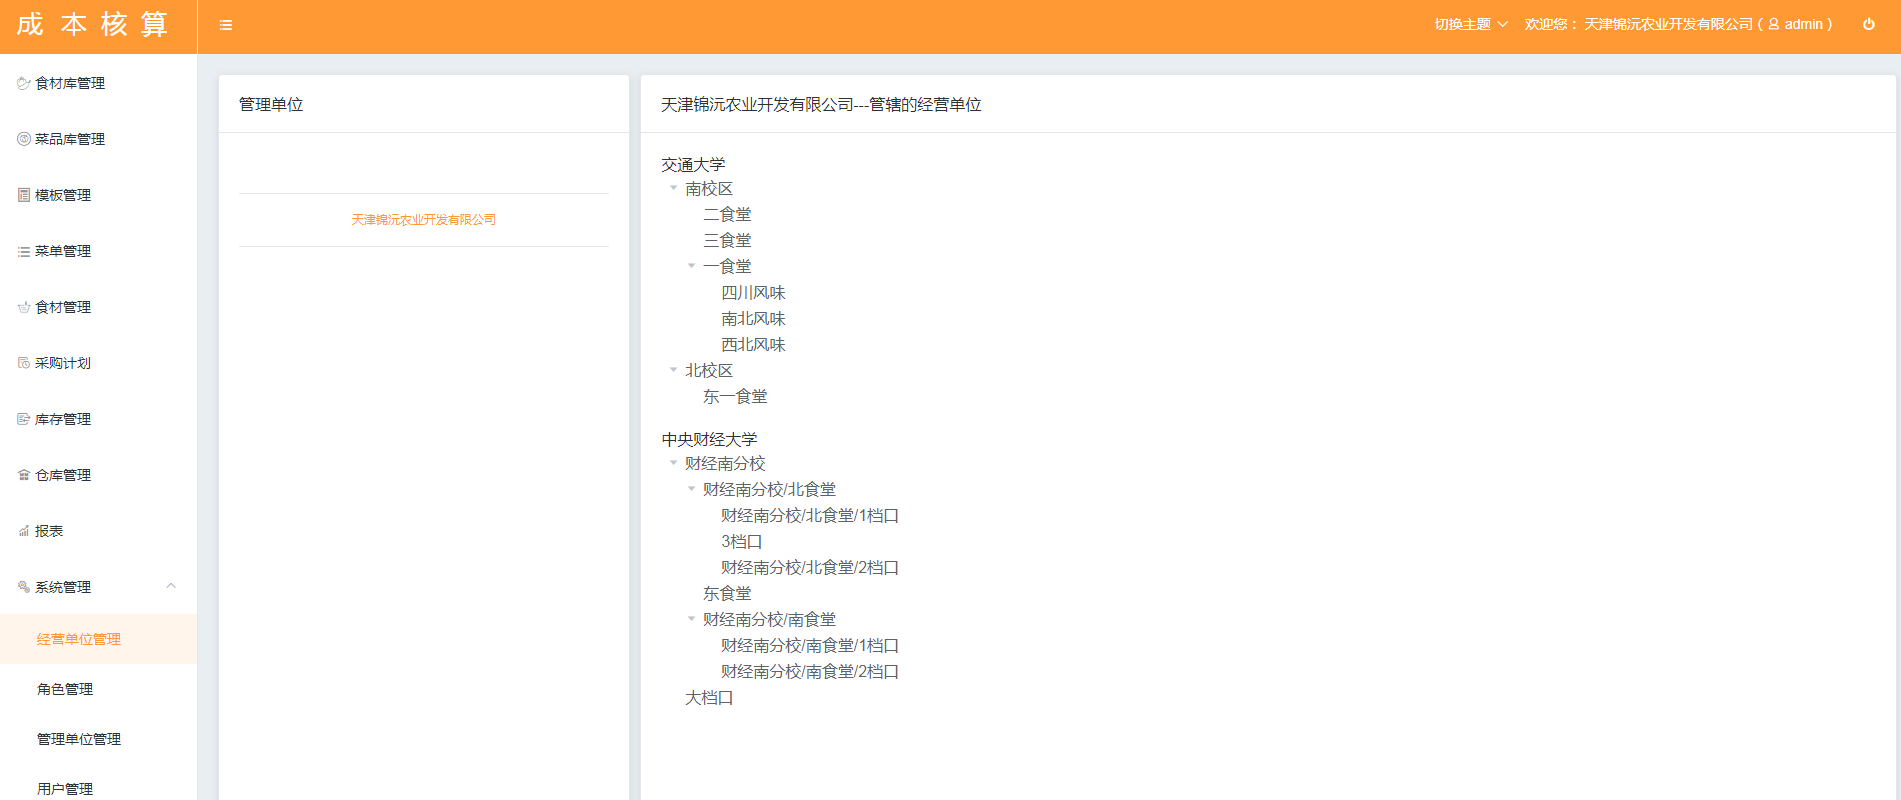 成 本 核 算
切换主题
欢迎您： 天津锦沅农业开发有限公司 ( admin )
食材库管理
菜品库管理
模板管理
菜单管理
食材管理
采购计划
库存管理
仓库管理
报表
系统管理
经营单位管理
角色管理
管理单位管理
用户管理
管理单位
天津锦沅农业开发有限公司
天津锦沅农业开发有限公司---管辖的经营单位
交通大学
南校区
二食堂
三食堂
一食堂
四川风味
南北风味
西北风味
北校区
东一食堂
中央财经大学
财经南分校
财经南分校/北食堂
财经南分校/北食堂/1档口
3档口
财经南分校/北食堂/2档口
东食堂
财经南分校/南食堂
财经南分校/南食堂/1档口
财经南分校/南食堂/2档口
大档口